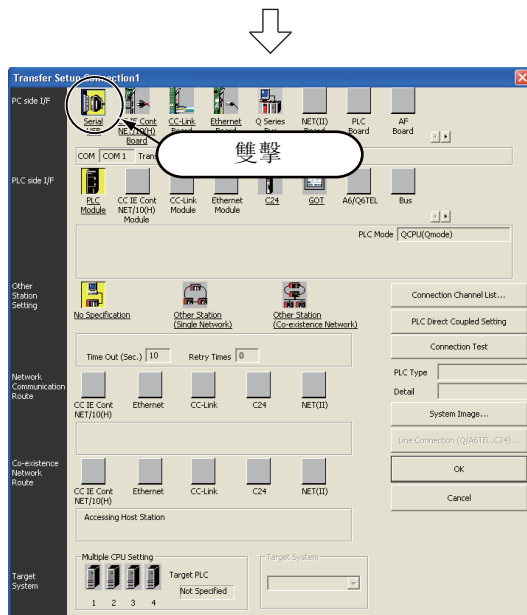 Transfer Setup Connection1
PC side I/F
Serial
USB
CC IE Cont
NET/10(H)
Board
CC-Link
Board
Ethernet
Board
Q Series
Bus
NET(II)
Board
PLC
Board
AF
Board
雙擊
COM COM 1
PLC side I/F
PLC
Module
CC IE Cont
NET/10(H)
Module
CC-Link
Module
Ethernet
Module
C24
GOT
A6/Q6TEL
Bus
PLC Mode QCPU(Qmode)
Other
Station
Setting
No Specification
Other Station
(Single Network)
Other Station
(Co-existence Network)
Time Out (Sec.) 10 Retry Times 0
Connection Channel List...
PLC Direct Coupled Setting
Connection Test
PLC Type
Detail
System Image...
Line Connection (Q/A6TEL,C24)...
OK
Cancel
Network
Communication
Route
CC IE Cont
NET/10(H)
Ethernet
CC-Link
C24
NET(II)
Co-existence
Network
Route
CC IE Cont
NET/10(H)
Ethernet
CC-Link
C24
NET(II)
Accessing Host Station
Target
System
Multiple CPU Setting
1 2 3 4
Target PLC
Not Specified
Target System